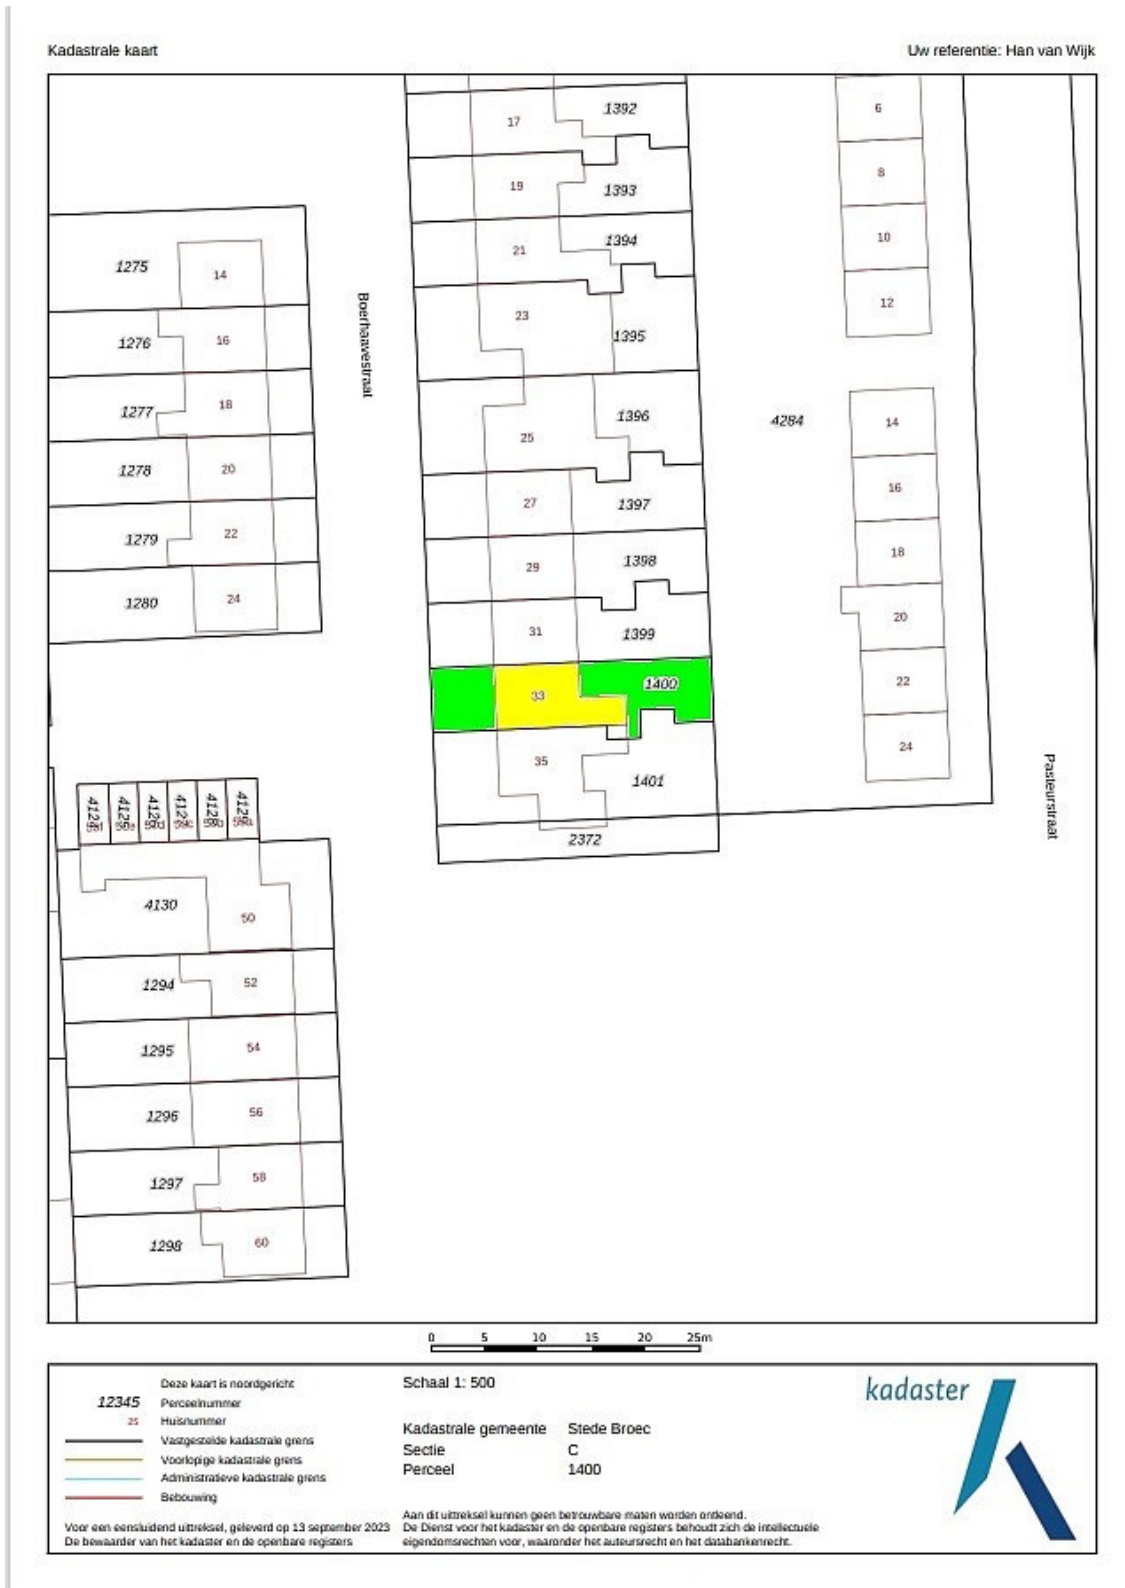 Kadastrale kaart
Uw referentie: Han van Wijk
17
1392
6
19
1393
8
21
1394
10
1275
14
12
23
1395
Boerhaavestraat
1276
16
1277
18
25
1396
4284
14
1278
20
27
1397
16
1279
22
29
1398
18
1280
24
31
1399
20
33
1400
22
35
1401
24
Pasteurstraat
2372
4130
50
1294
52
1295
54
1296
56
1297
58
1298
60
0 5 10 15 20 25m
Deze kaart is noordgericht
12345 Perceelnummer
25 Huisnummer
Vastgestelde kadastrale grens
Voorlopige kadastrale grens
Administratieve kadastrale grens
Bebouwing
Voor een eensluidend uittreksel, geleverd op 13 september 2023
De bewaarder van het kadaster en de openbare registers
Schaal 1: 500
Kadastrale gemeente Stede Broec
Sectie C
Perceel 1400
Aan dit uittreksel kunnen geen betrouwbare maten worden ontleend.
De Dienst voor het kadaster en de openbare registers behoudt zich de intellectuele
eigendomsrechten voor, waaronder het auteursrecht en het databankenrecht.
kadaster